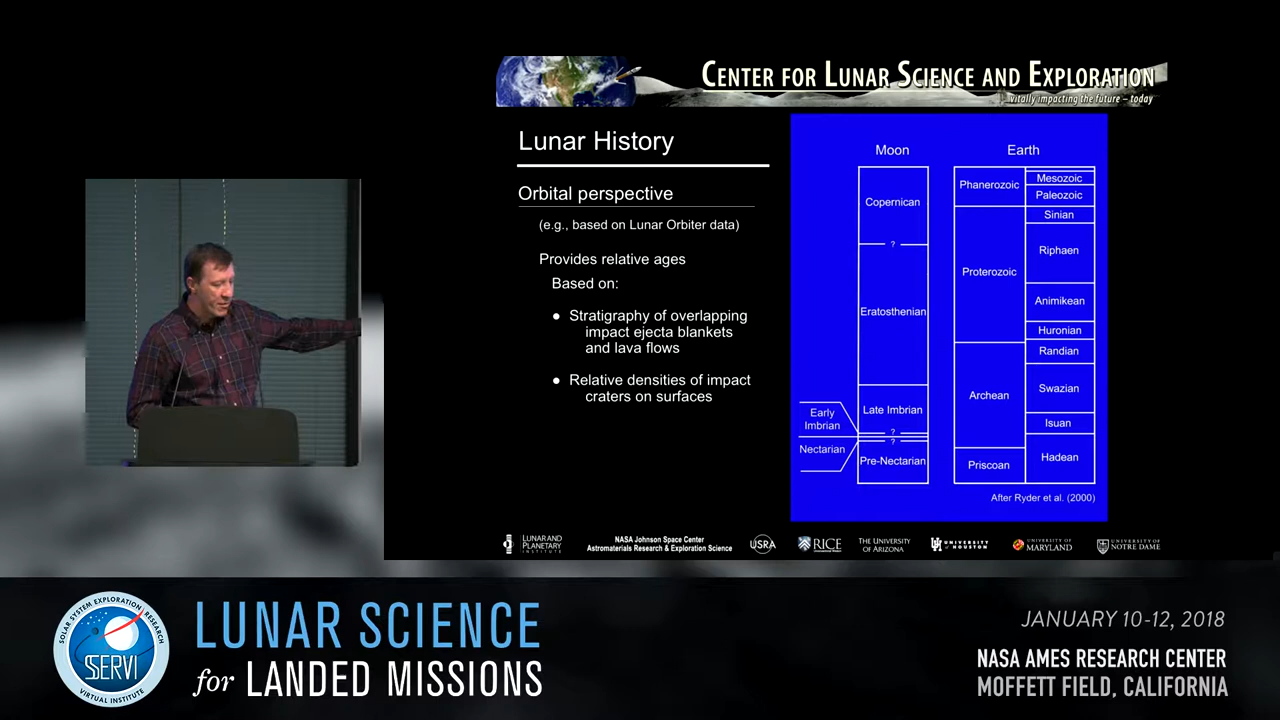 CENTER FOR LUNAR SCIENCE AND EXPLORATION
vitally impacting the future – today
Lunar History
Orbital perspective
(e.g., based on Lunar Orbiter data)
Provides relative ages
Based on:
● Stratigraphy of overlapping
impact ejecta blankets
and lava flows
● Relative densities of impact
craters on surfaces
Moon
Copernican
?
Eratosthenian
Late Imbrian
?
?
Pre-Nectarian
Early
Imbrian
Nectarian
Earth
Phanerozoic
Proterozoic
Archean
Priscoan
Mesozoic
Paleozoic
Sinian
Riphaen
Animikean
Huronian
Randian
Swazian
Isuan
Hadean
After Ryder et al. (2000)
LUNAR AND
PLANETARY
INSTITUTE
NASA Johnson Space Center
Astromaterials Research & Exploration Science
USRA
RICE
THE UNIVERSITY
OF ARIZONA
UNIVERSITY of
HOUSTON
UNIVERSITY OF
MARYLAND
UNIVERSITY OF
NOTRE DAME
SOLAR SYSTEM EXPLORATION RESEARCH
SSERVI
VIRTUAL INSTITUTE
LUNAR SCIENCE
for LANDED MISSIONS
JANUARY 10-12, 2018
NASA AMES RESEARCH CENTER
MOFFETT FIELD, CALIFORNIA